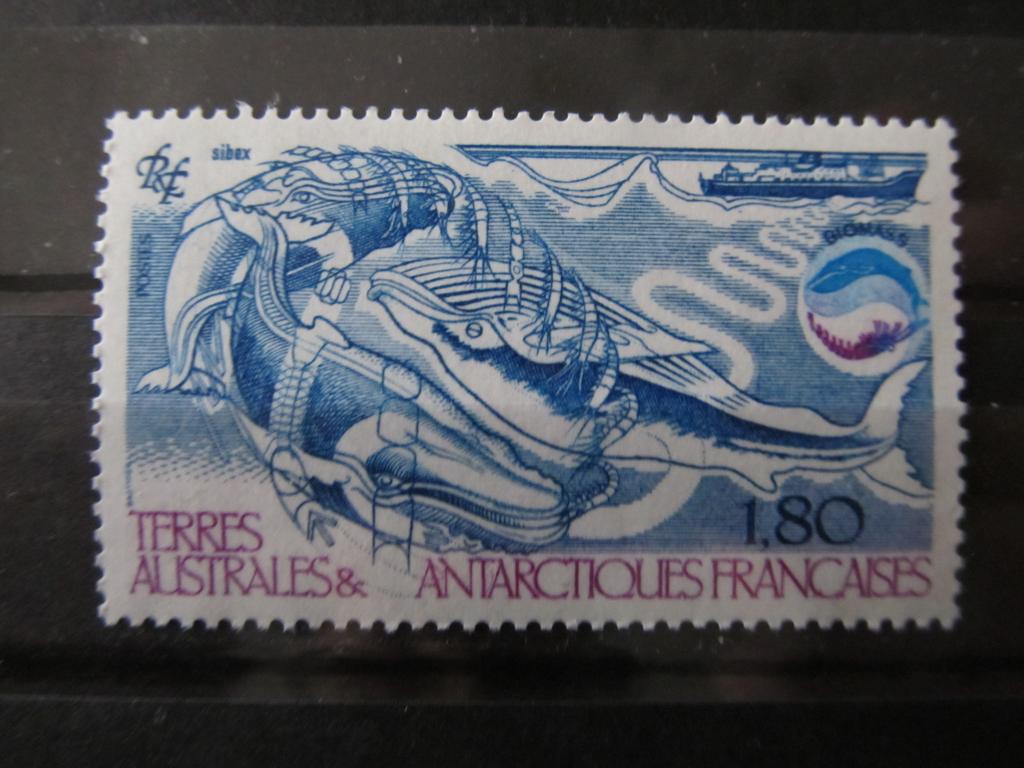 RF
sibex
POSTES
BIOMASS
1,80
TERRES
AUSTRALES & ANTARCTIQUES FRANCAISES